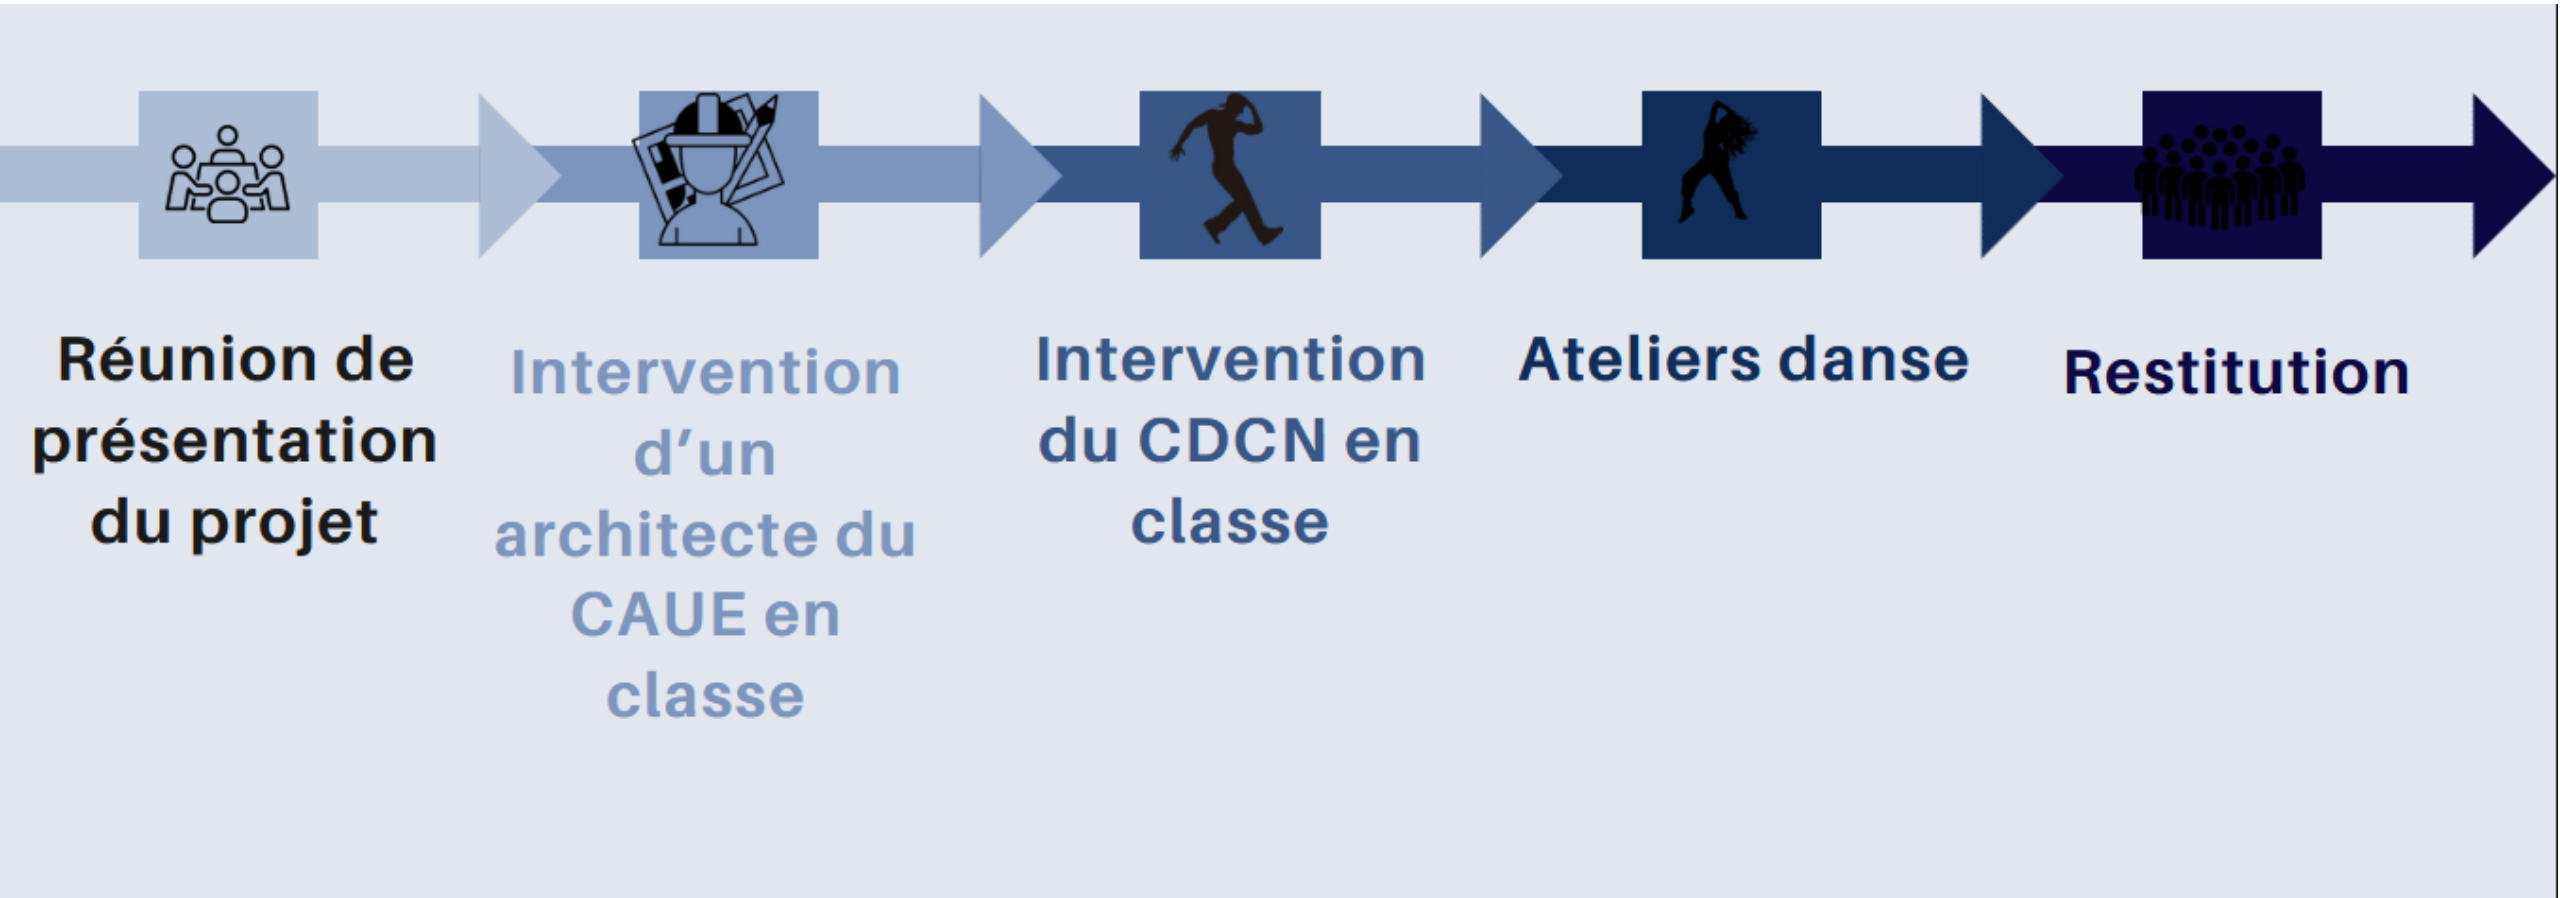 Réunion de
présentation
du projet
Intervention
d’un
architecte du
CAUE en
classe
Intervention
du CDCN en
classe
Ateliers danse
Restitution